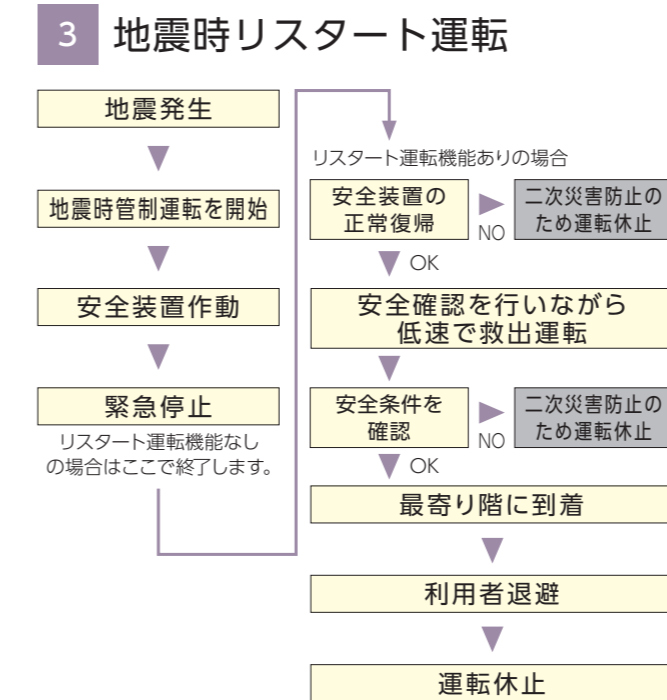 3 地震時リスタート運転
地震発生
地震時管制運転を開始
安全装置作動
緊急停止
リスタート運転機能なし
の場合はここで終了します。
リスタート運転機能ありの場合
安全装置の
正常復帰
NO
二次災害防止の
ため運転休止
OK
安全確認を行いながら
低速で救出運転
安全条件を
確認
NO
二次災害防止の
ため運転休止
OK
最寄り階に到着
利用者退避
運転休止